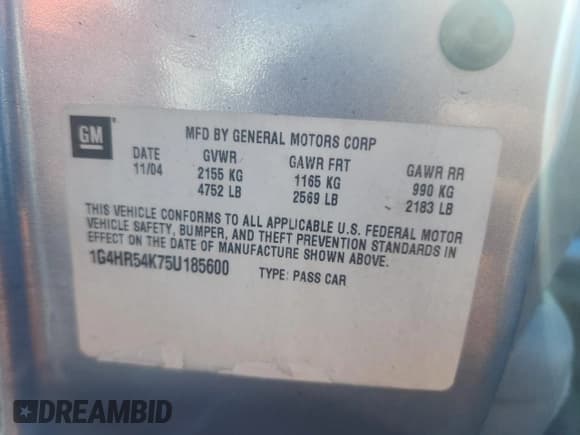 GM ®
MFD BY GENERAL MOTORS CORP
DATE GVWR GAWR FRT GAWR RR
11/04 2155 KG 1165 KG 990 KG
4752 LB 2569 LB 2183 LB
THIS VEHICLE CONFORMS TO ALL APPLICABLE U.S. FEDERAL MOTOR
VEHICLE SAFETY, BUMPER, AND THEFT PREVENTION STANDARDS IN
EFFECT ON THE DATE OF MANUFACTURE SHOWN ABOVE.
1G4HR54K75U185600 TYPE: PASS CAR
DREAMBID